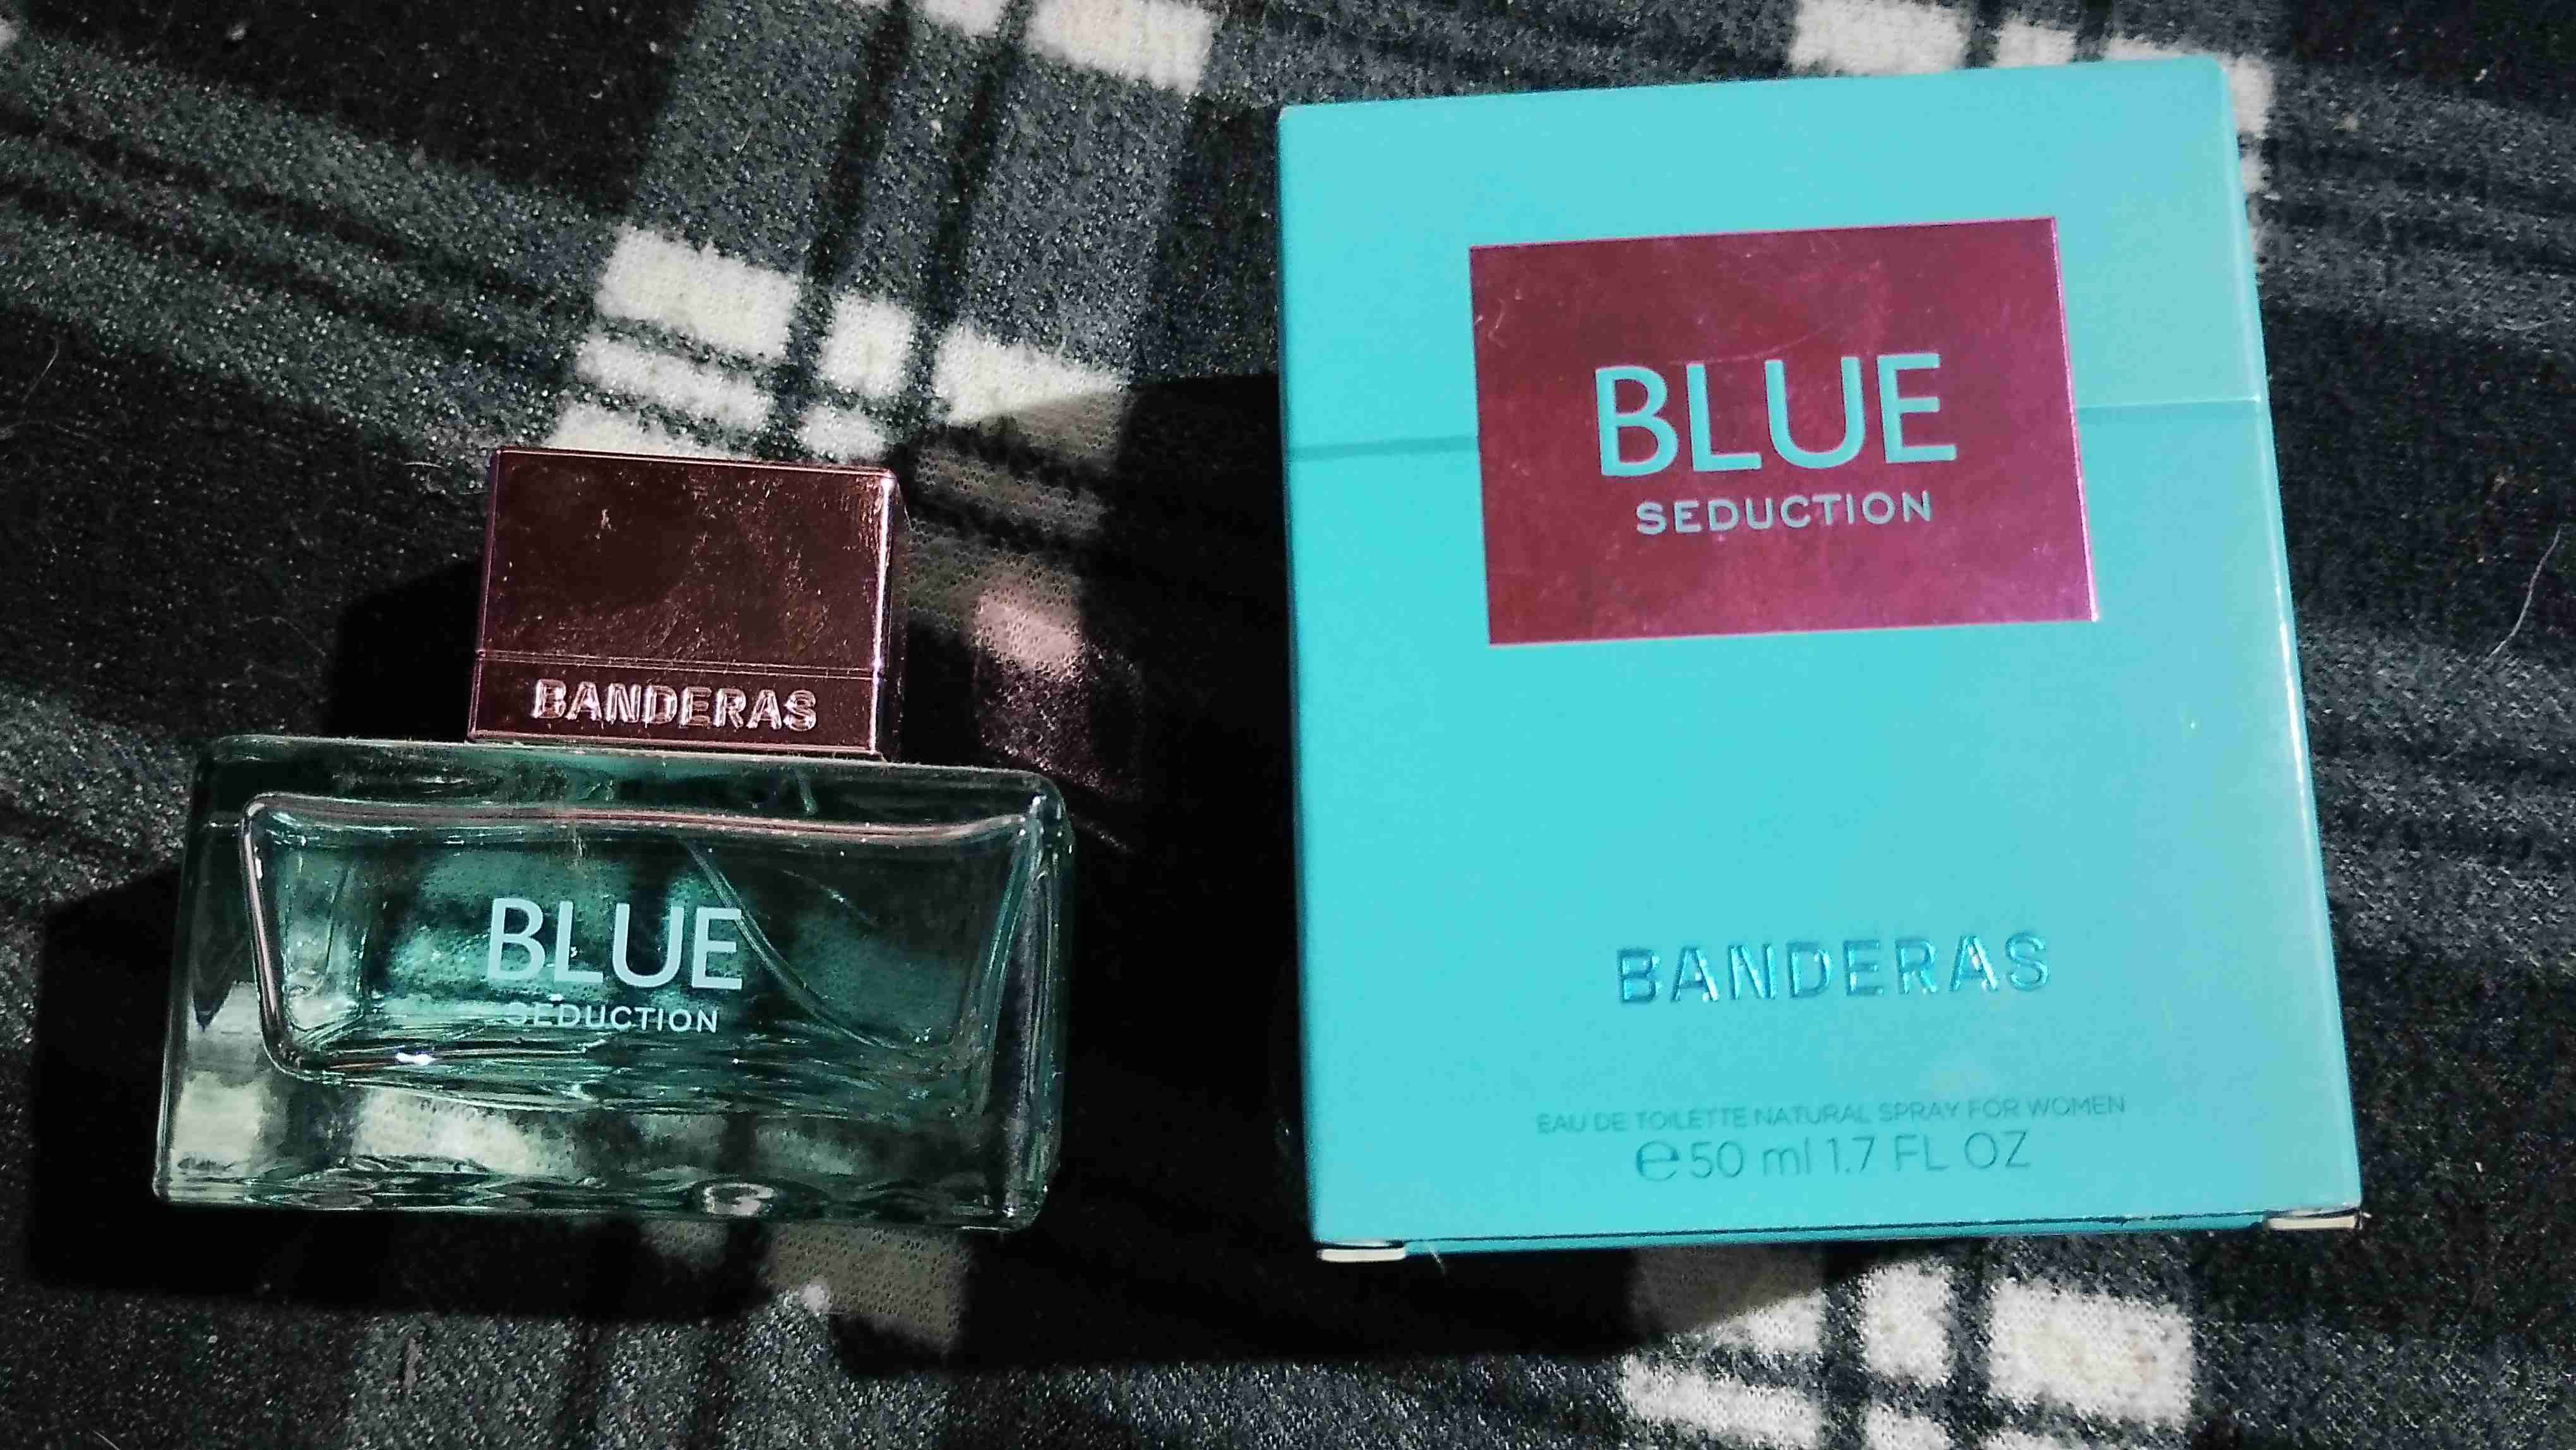 BANDERAS
BLUE
SEDUCTION
BLUE
SEDUCTION
BANDERAS
EAU DE TOILETTE NATURAL SPRAY FOR WOMEN
℮ 50 ml 1.7 FL OZ